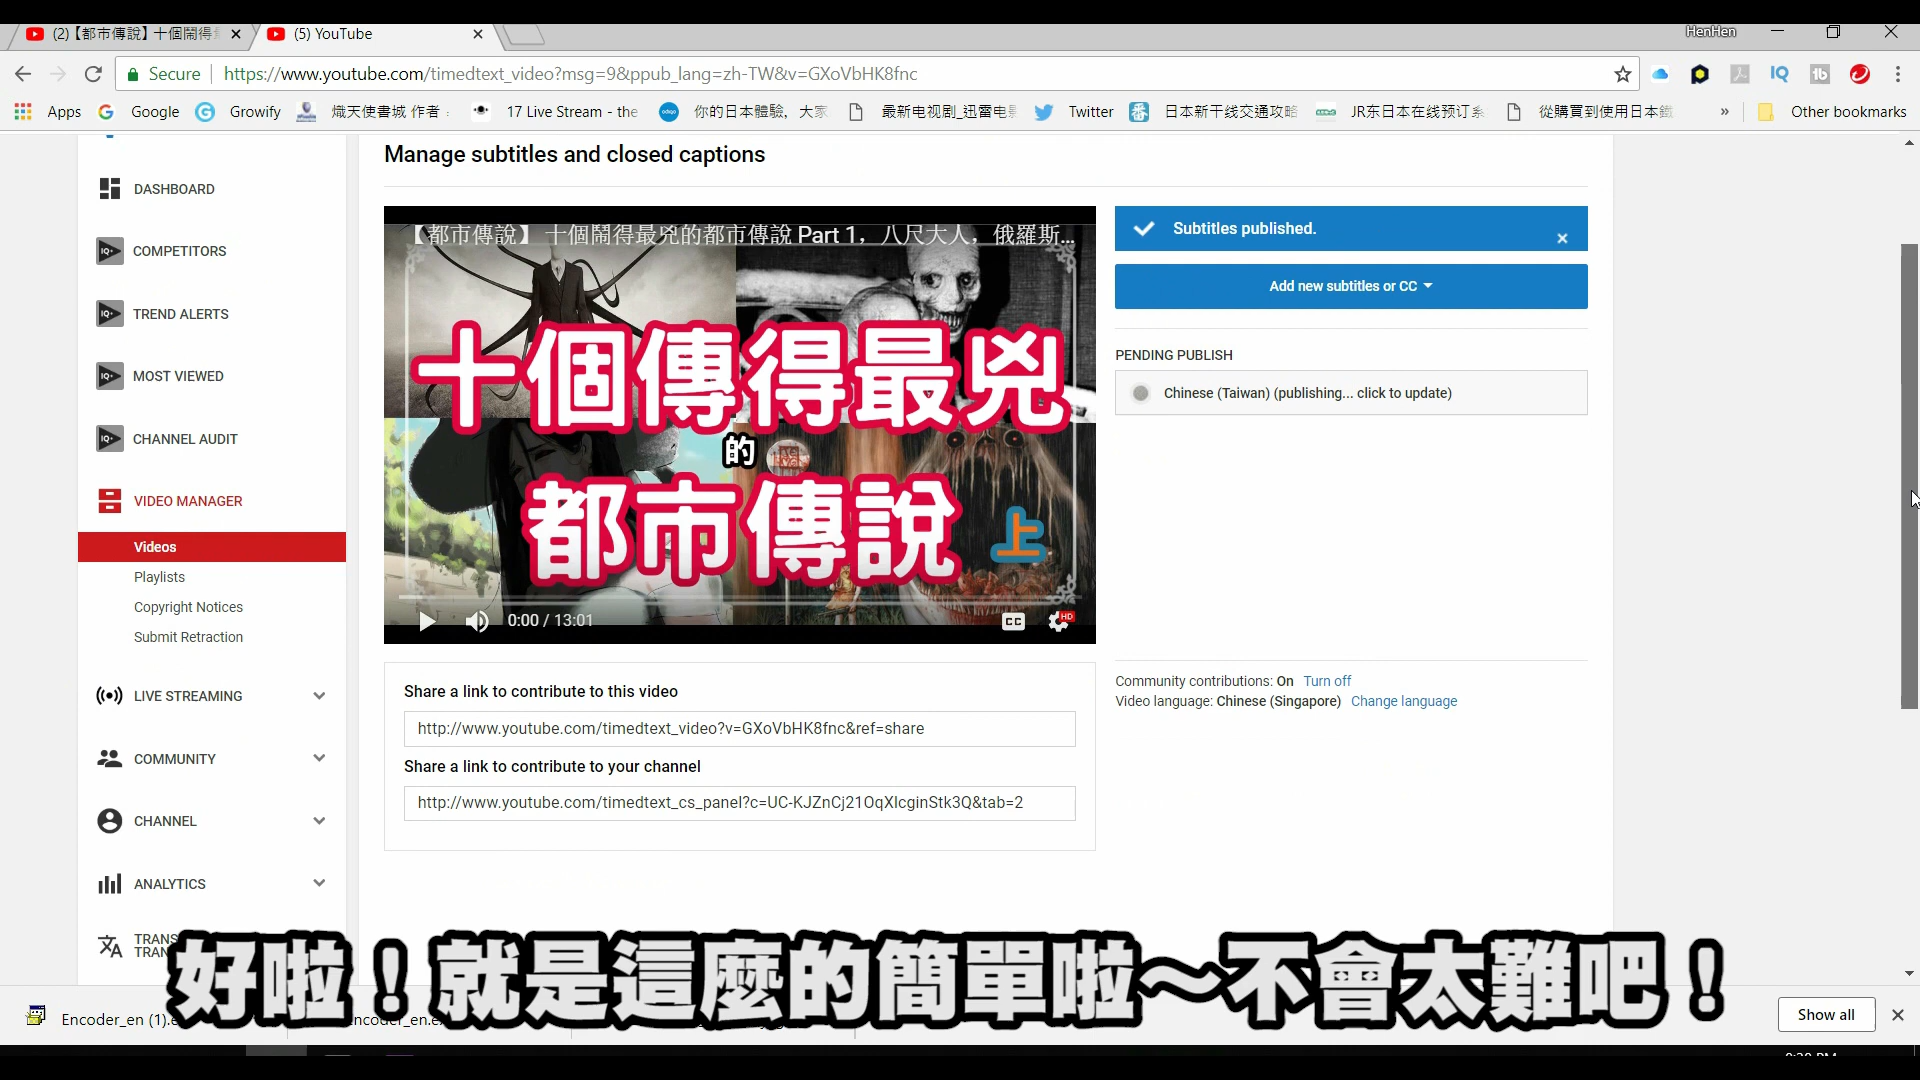 (2)【都市傳說】十個鬧得
(5) YouTube
HenHen
Secure
https://www.youtube.com/timedtext_video?msg=9&ppub_lang=zh-TW&v=GXoVbHK8fnc
Apps
Google
Growify
熾天使書城 作者
17 Live Stream - the
你的日本體驗，大家
最新电视剧_迅雷电
Twitter
日本新干线交通攻略
JR东日本在线预订系
從購買到使用日本鐵
»
Other bookmarks
Manage subtitles and closed captions
DASHBOARD
COMPETITORS
TREND ALERTS
MOST VIEWED
CHANNEL AUDIT
VIDEO MANAGER
Videos
Playlists
Copyright Notices
Submit Retraction
LIVE STREAMING
COMMUNITY
CHANNEL
ANALYTICS
【都市傳說】 十個鬧得最兇的都市傳說 Part 1，八尺大人，俄羅斯...
十個傳得最兇
的
都市傳說 上
0:00 / 13:01
CC
HD
Subtitles published.
Add new subtitles or CC
PENDING PUBLISH
Chinese (Taiwan) (publishing... click to update)
Share a link to contribute to this video
http://www.youtube.com/timedtext_video?v=GXoVbHK8fnc&ref=share
Share a link to contribute to your channel
http://www.youtube.com/timedtext_cs_panel?c=UC-KJZnCj21OqXIcginStk3Q&tab=2
Community contributions: On Turn off
Video language: Chinese (Singapore) Change language
好啦！就是這麼的簡單啦～不會太難吧！
Encoder_en (1).e
Show all